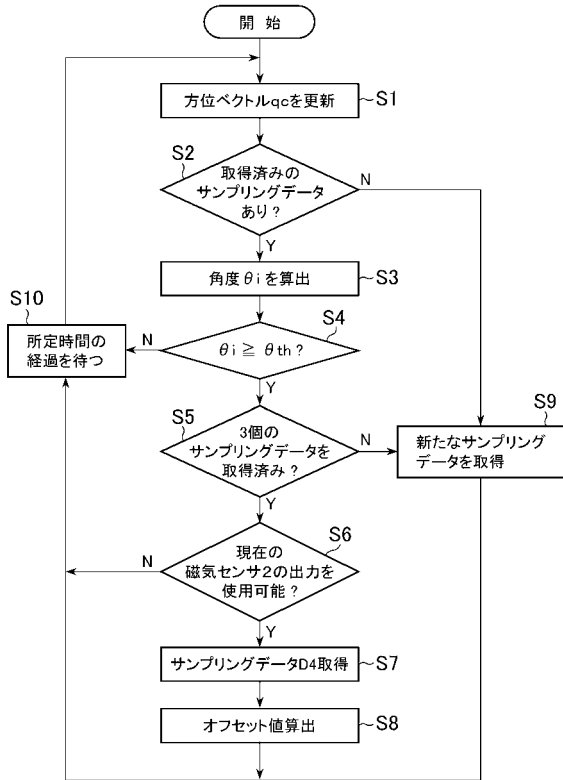 開 始
方位ベクトルqcを更新
S1
S2
取得済みの
サンプリングデータ
あり?
N
Y
角度θiを算出
S3
S10
所定時間の
経過を待つ
S4
θi≧θth?
N
Y
S5
3個の
サンプリングデータを
取得済み?
N
Y
S9
新たなサンプリング
データを取得
S6
現在の
磁気センサ2の出力を
使用可能?
N
Y
サンプリングデータD4取得
S7
オフセット値算出
S8